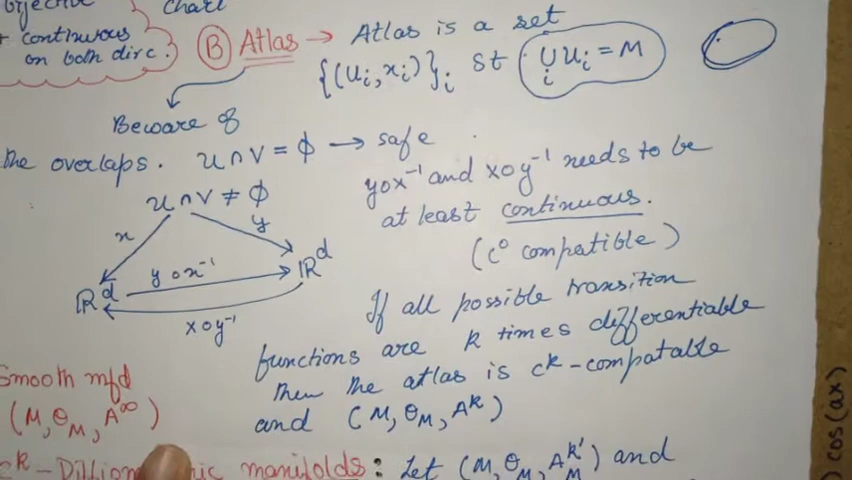 Bijective
chart
+ continuous
on both dirc.
(B) Atlas → Atlas is a set
{(Ui, xi)}i st ∪i Ui = M
Beware of
the overlaps. U ∩ V = ϕ → safe
U ∩ V ≠ ϕ
y∘x⁻¹ and x∘y⁻¹ needs to be
at least continuous.
(C⁰ compatible)
x y
ℝᵈ y∘x⁻¹ ℝᵈ
x∘y⁻¹
If all possible transition
functions are k times differentiable
then the atlas is cᵏ-compatable
and (M, ΘM, Aᵏ)
Smooth mfd
(M, ΘM, A∞)
manifolds: Let (M, ΘM, AMᵏ′) and
cos(ax)